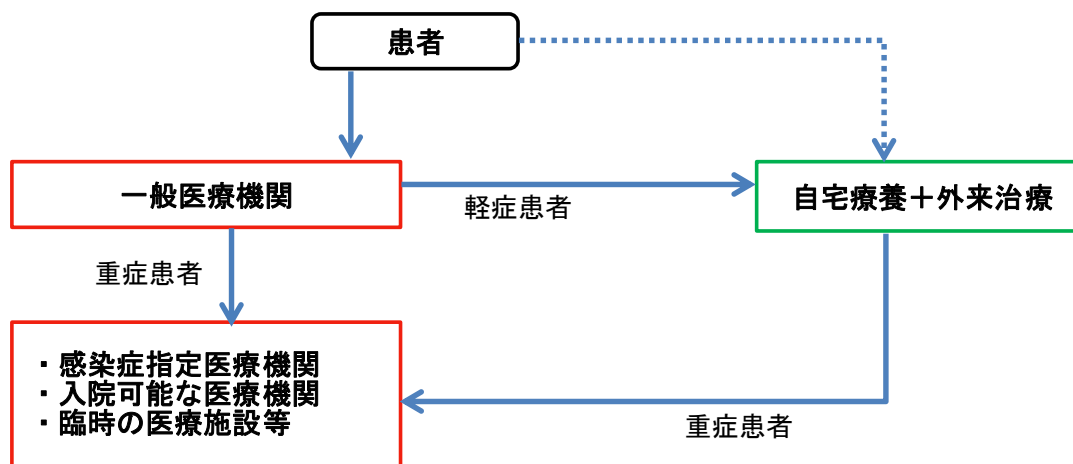 患者
一般医療機関
軽症患者
自宅療養＋外来治療
重症患者
・感染症指定医療機関
・入院可能な医療機関
・臨時の医療施設等
重症患者